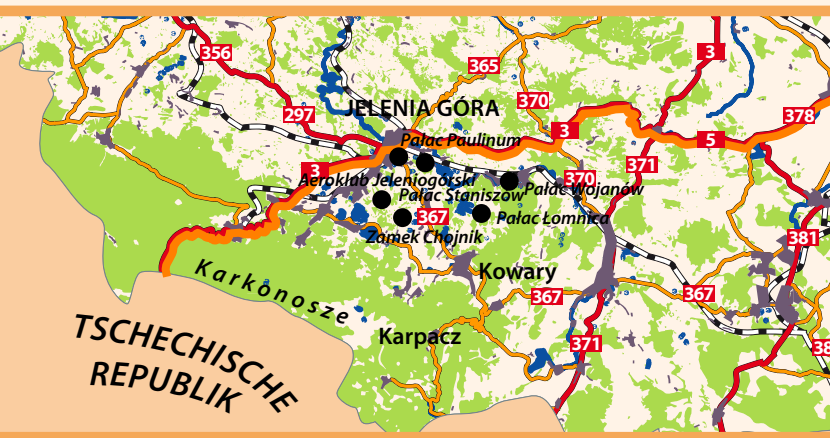 356
3
365
370
297
JELENIA GÓRA
378
3
Pałac Paulinum
5
371
3
Aeroklub Jeleniogórski
370
Pałac Staniszów
Pałac Wojanów
367
Pałac Łomnica
Zamek Chojnik
381
Karkonosze
Kowary
367
367
TSCHECHISCHE
REPUBLIK
Karpacz
371